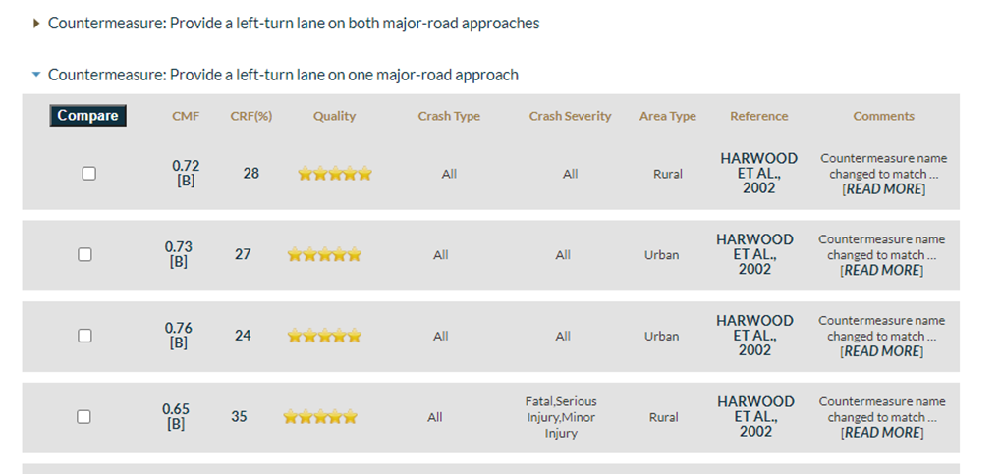 Countermeasure: Provide a left-turn lane on both major-road approaches
Countermeasure: Provide a left-turn lane on one major-road approach
Compare CMF CRF(%) Quality Crash Type Crash Severity Area Type Reference Comments
0.72 [B] 28 All All Rural HARWOOD ET AL., 2002 Countermeasure name changed to match ... [READ MORE]
0.73 [B] 27 All All Urban HARWOOD ET AL., 2002 Countermeasure name changed to match ... [READ MORE]
0.76 [B] 24 All All Urban HARWOOD ET AL., 2002 Countermeasure name changed to match ... [READ MORE]
0.65 [B] 35 All Fatal,Serious Injury,Minor Injury Rural HARWOOD ET AL., 2002 Countermeasure name changed to match ... [READ MORE]